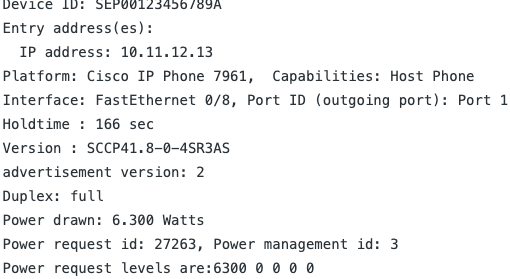 Device ID: SEP00123456789A
Entry address(es):
  IP address: 10.11.12.13
Platform: Cisco IP Phone 7961,  Capabilities: Host Phone
Interface: FastEthernet 0/8, Port ID (outgoing port): Port 1
Holdtime : 166 sec
Version : SCCP41.8-0-4SR3AS
advertisement version: 2
Duplex: full
Power drawn: 6.300 Watts
Power request id: 27263, Power management id: 3
Power request levels are:6300 0 0 0 0